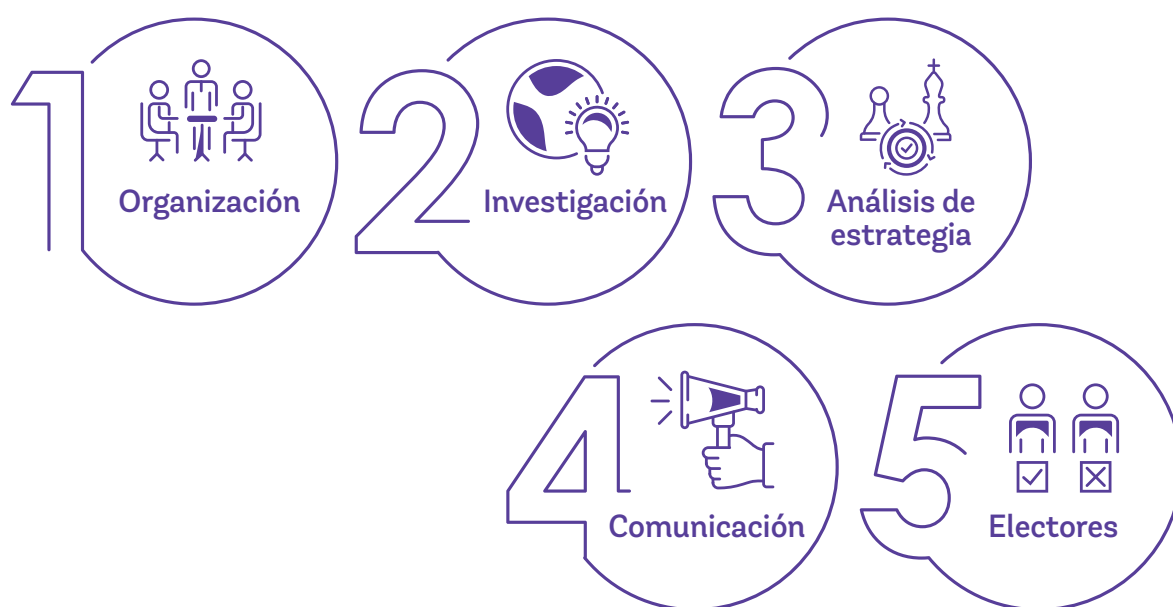 1
Organización
2
Investigación
3
Análisis de
estrategia
4
Comunicación
5
Electores